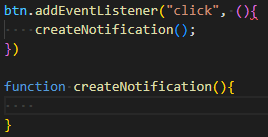 btn.addEventListener("click", (){
    createNotification();
})

function createNotification(){
    
}